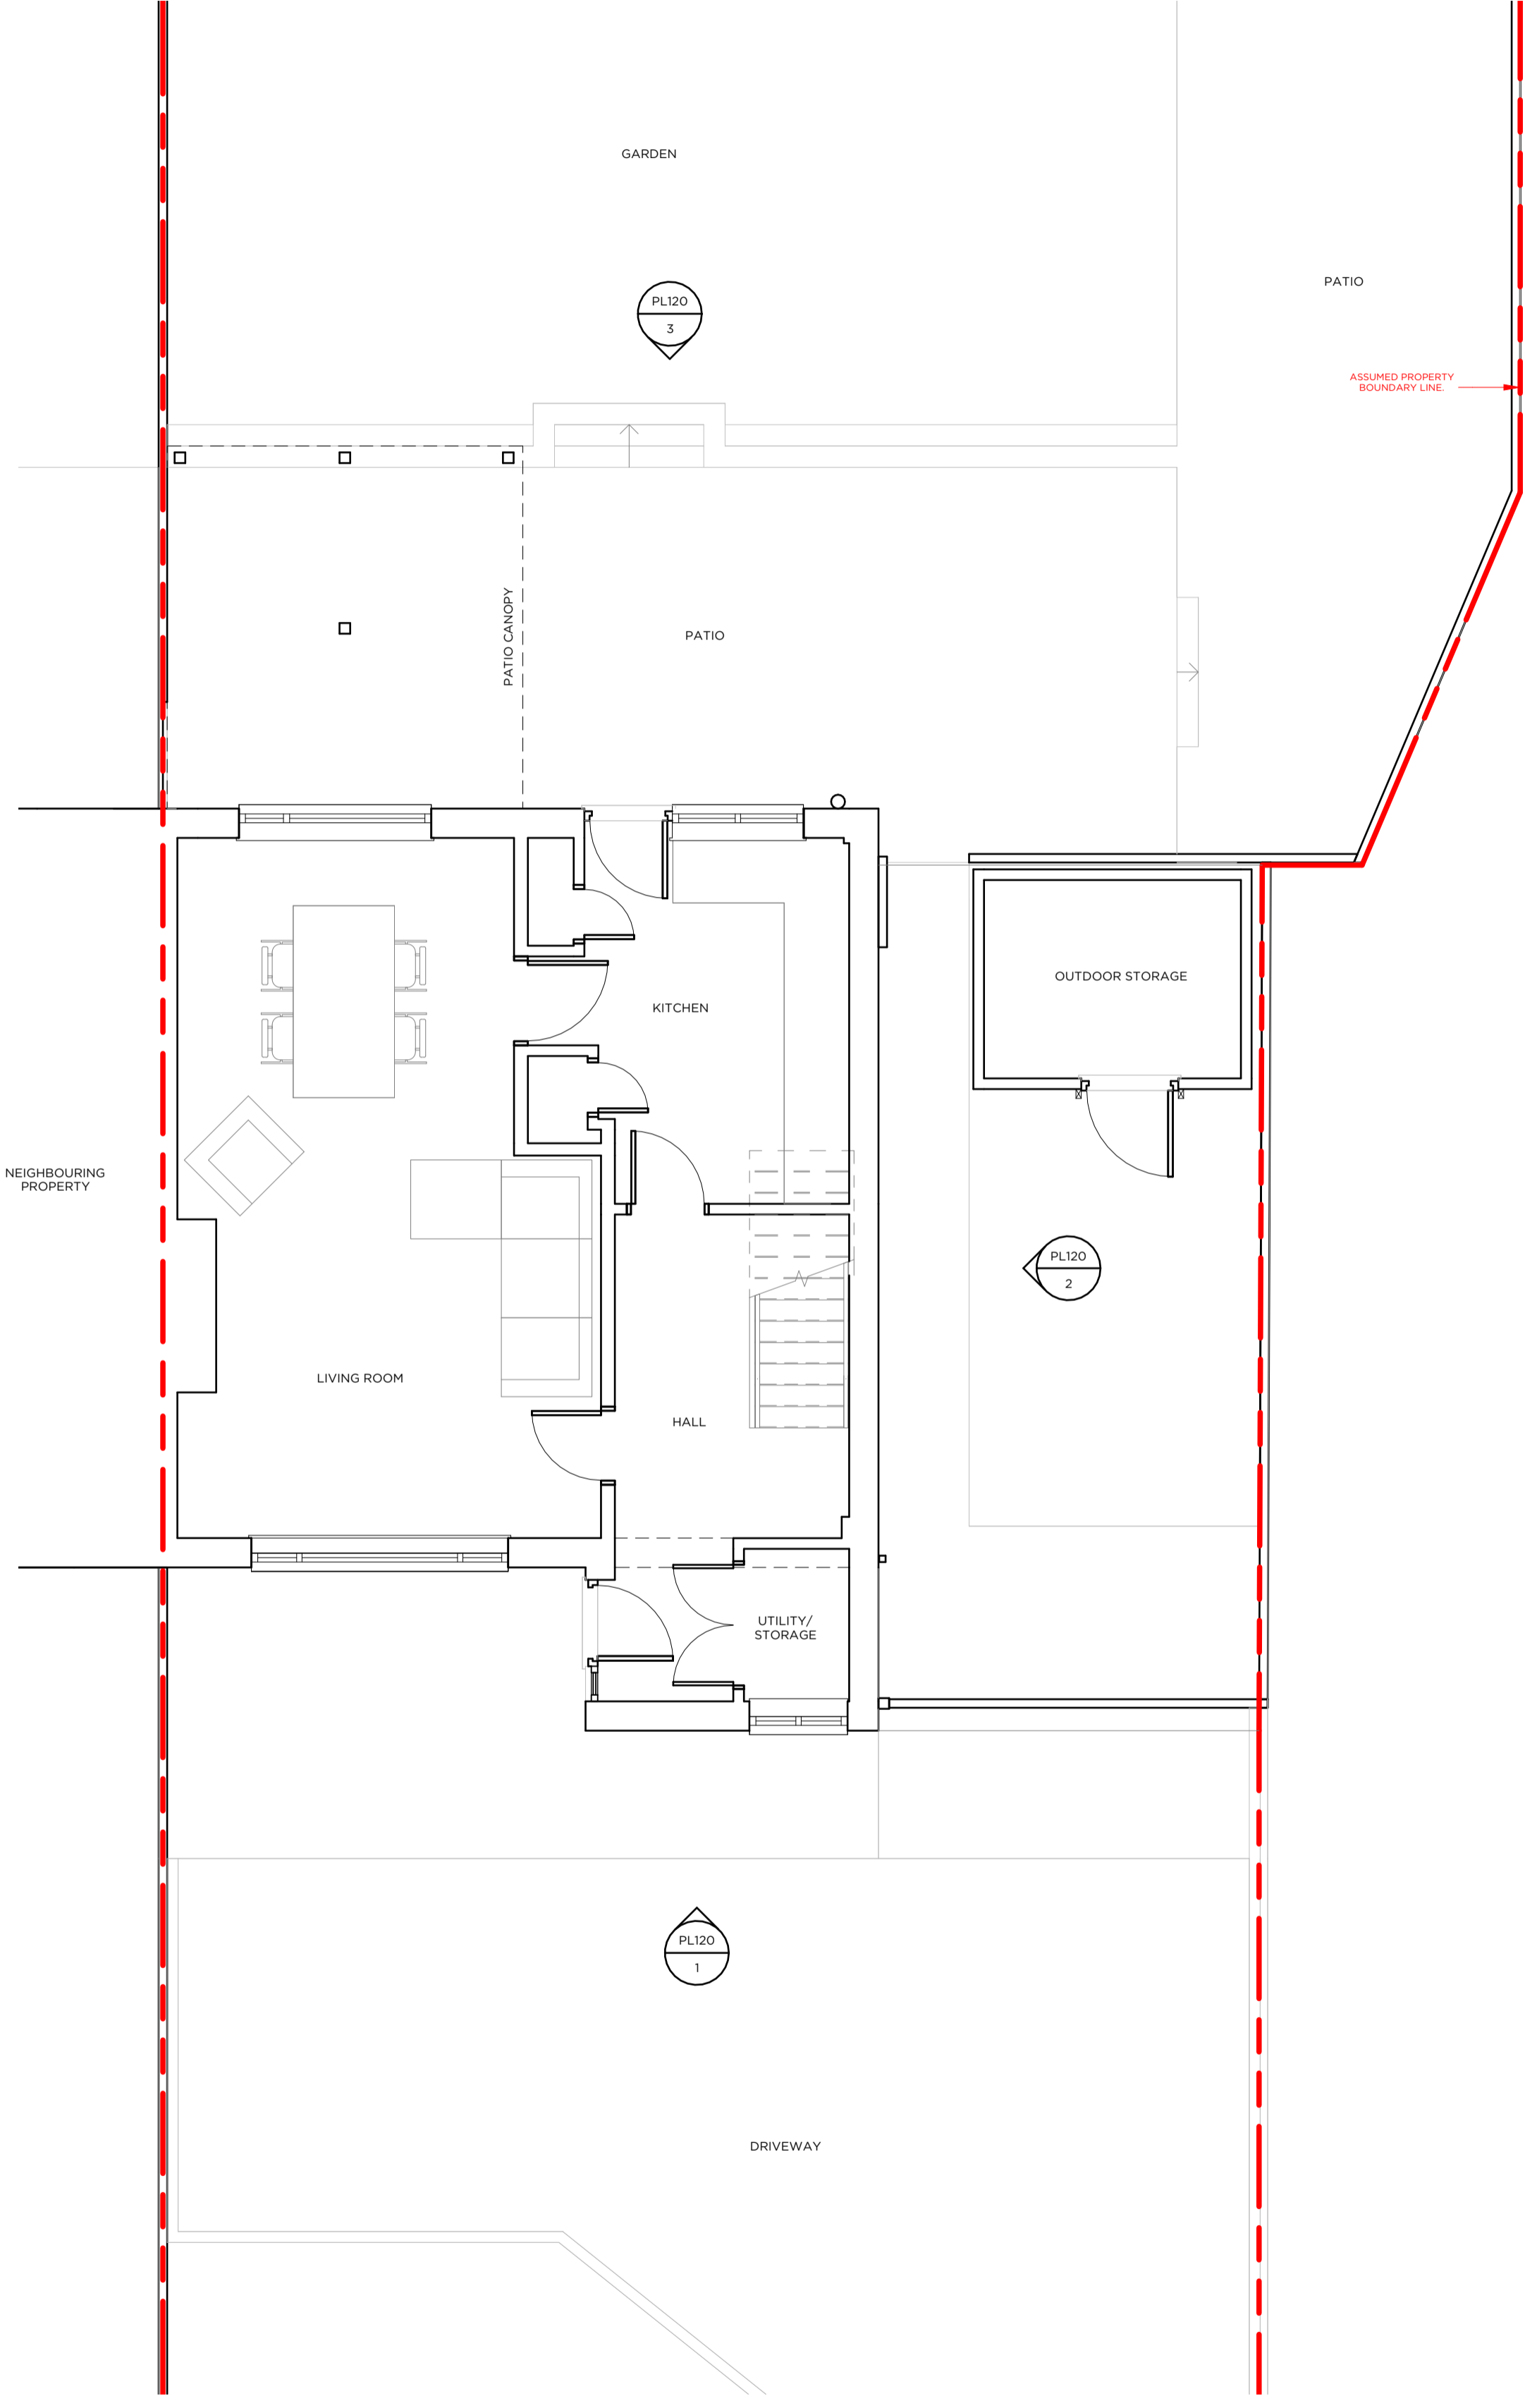 GARDEN
PATIO
PL120
3
ASSUMED PROPERTY
BOUNDARY LINE.
PATIO CANOPY
PATIO
OUTDOOR STORAGE
KITCHEN
NEIGHBOURING
PROPERTY
PL120
2
LIVING ROOM
HALL
UTILITY/
STORAGE
PL120
1
DRIVEWAY